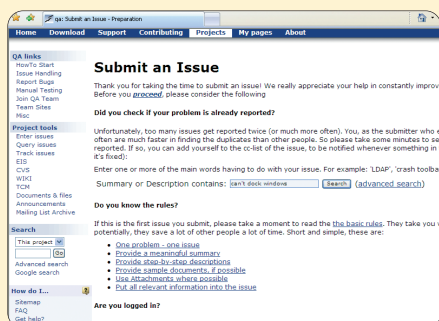 qa: Submit an Issue - Preparation
Home Download Support Contributing Projects My pages About
QA links
HowTo Start
Issue Handling
Report Bugs
Manual Testing
Join QA Team
Team Sites
Misc
Project tools
Enter issues
Query issues
Track issues
EIS
CVS
WIKI
TCM
Documents & files
Announcements
Mailing List Archive
Search
This project
Go
Advanced search
Google search
How do I...
Sitemap
FAQ
Get help?
Submit an Issue
Thank you for taking the time to submit an issue! We really appreciate your help in constantly improv
Before you proceed, please consider the following
Did you check if your problem is already reported?
Unfortunately, too many issues get reported twice (or much more often). You, as the submitter who e
often are much faster in finding the duplicates than other people. So please take some minutes to se
reported. If so, you can add yourself to the cc-list of the issue, to be notified whenever something in
it's fixed):
Enter one or more of the main words having to do with your issue. For example: 'LDAP', 'crash toolba
Summary or Description contains: can't dock windows Search (advanced search)
Do you know the rules?
If this is the first issue you submit, please take a moment to read the the basic rules. They take you v
potentially, they save a lot of other people a lot of time. Short and simple, these are:
One problem - one issue
Provide a meaningful summary
Provide step-by-step descriptions
Provide sample documents, if possible
Use Attachments where possible
Put all relevant information into the issue
Are you logged in?